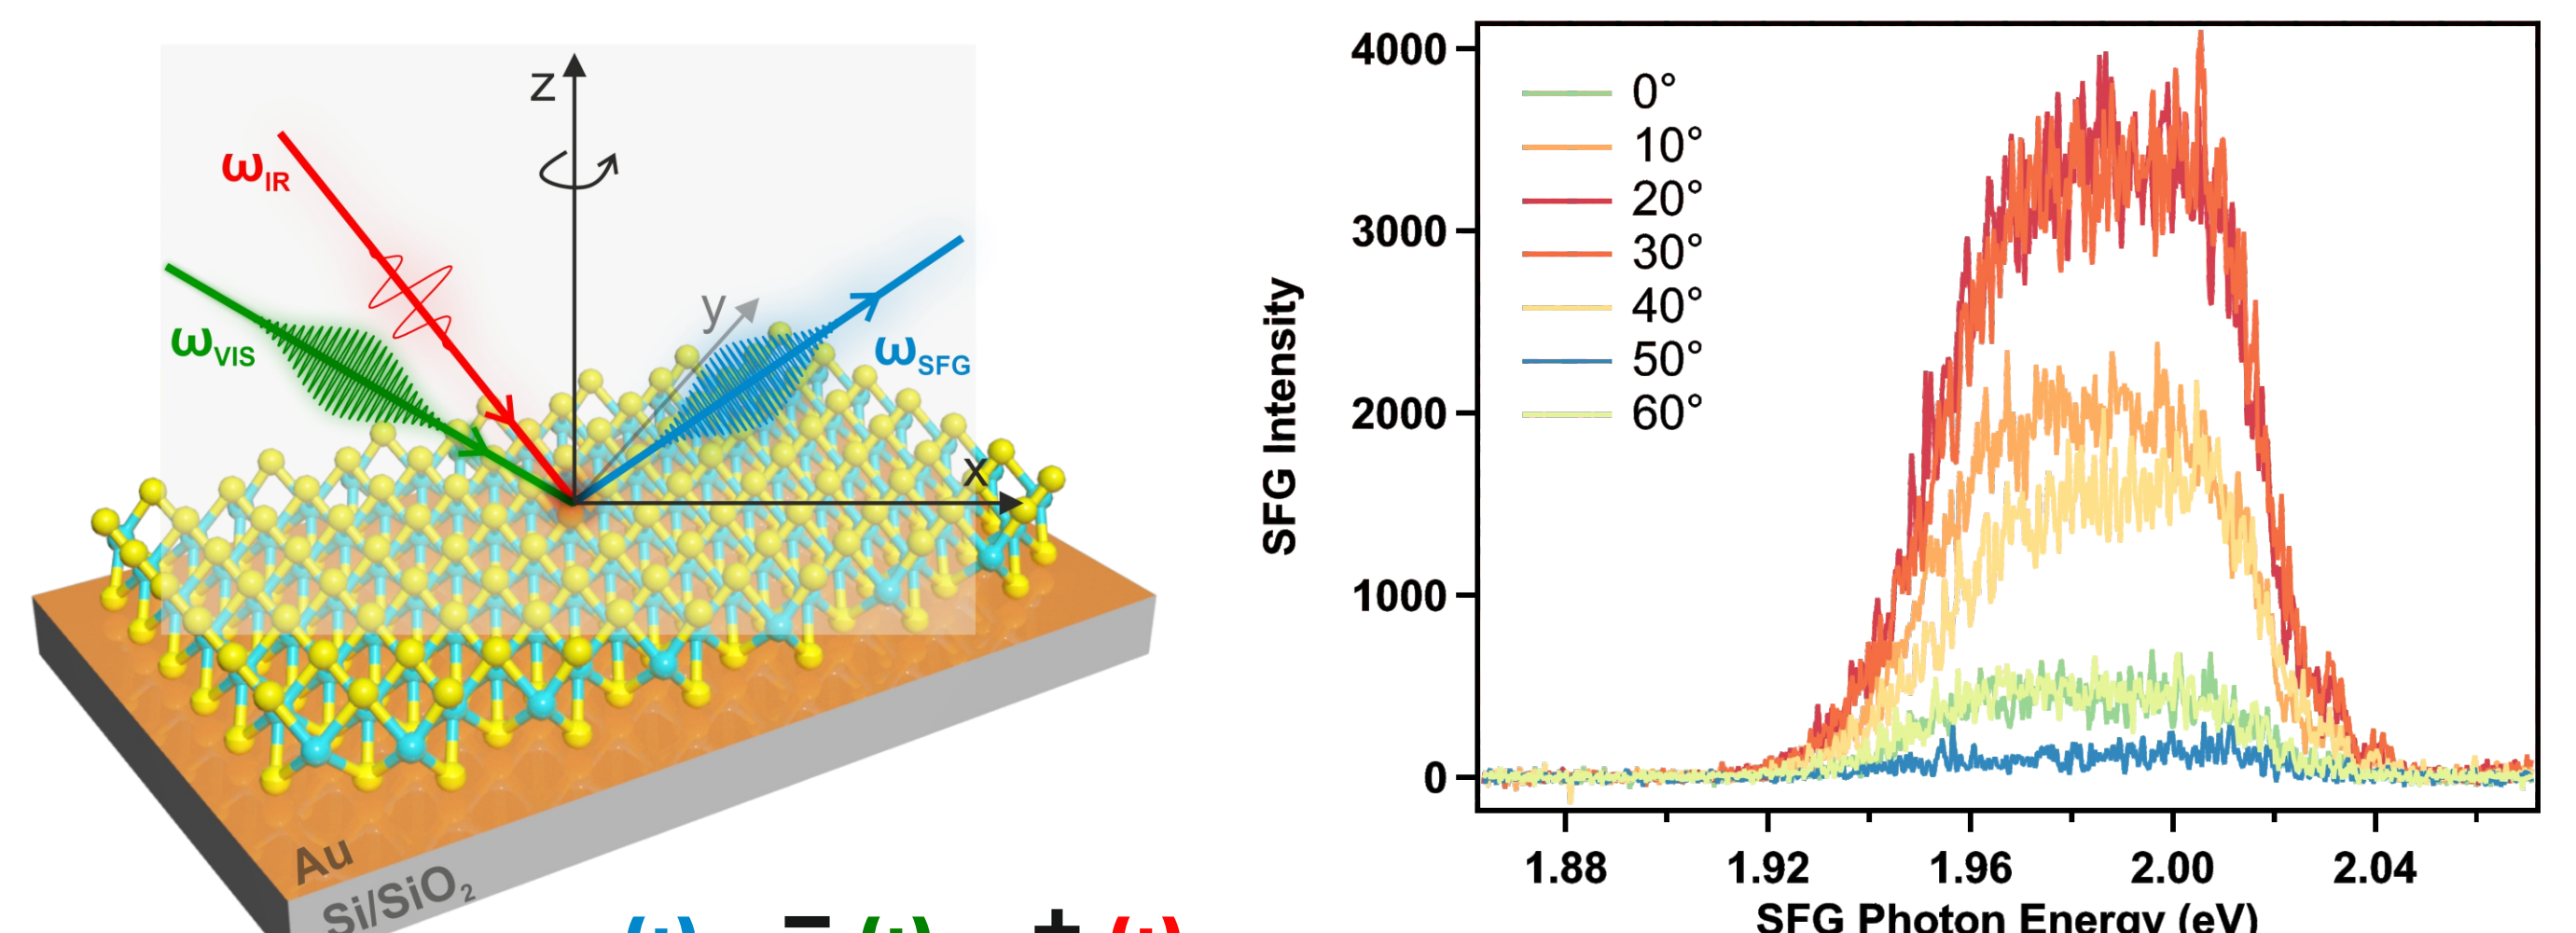 z
ωIR
y
ωVIS
ωSFG
x
Au
Si/SiO2
ω = ω + ω
4000
3000
2000
1000
0
SFG Intensity
0°
10°
20°
30°
40°
50°
60°
1.88 1.92 1.96 2.00 2.04
SFG Photon Energy (eV)